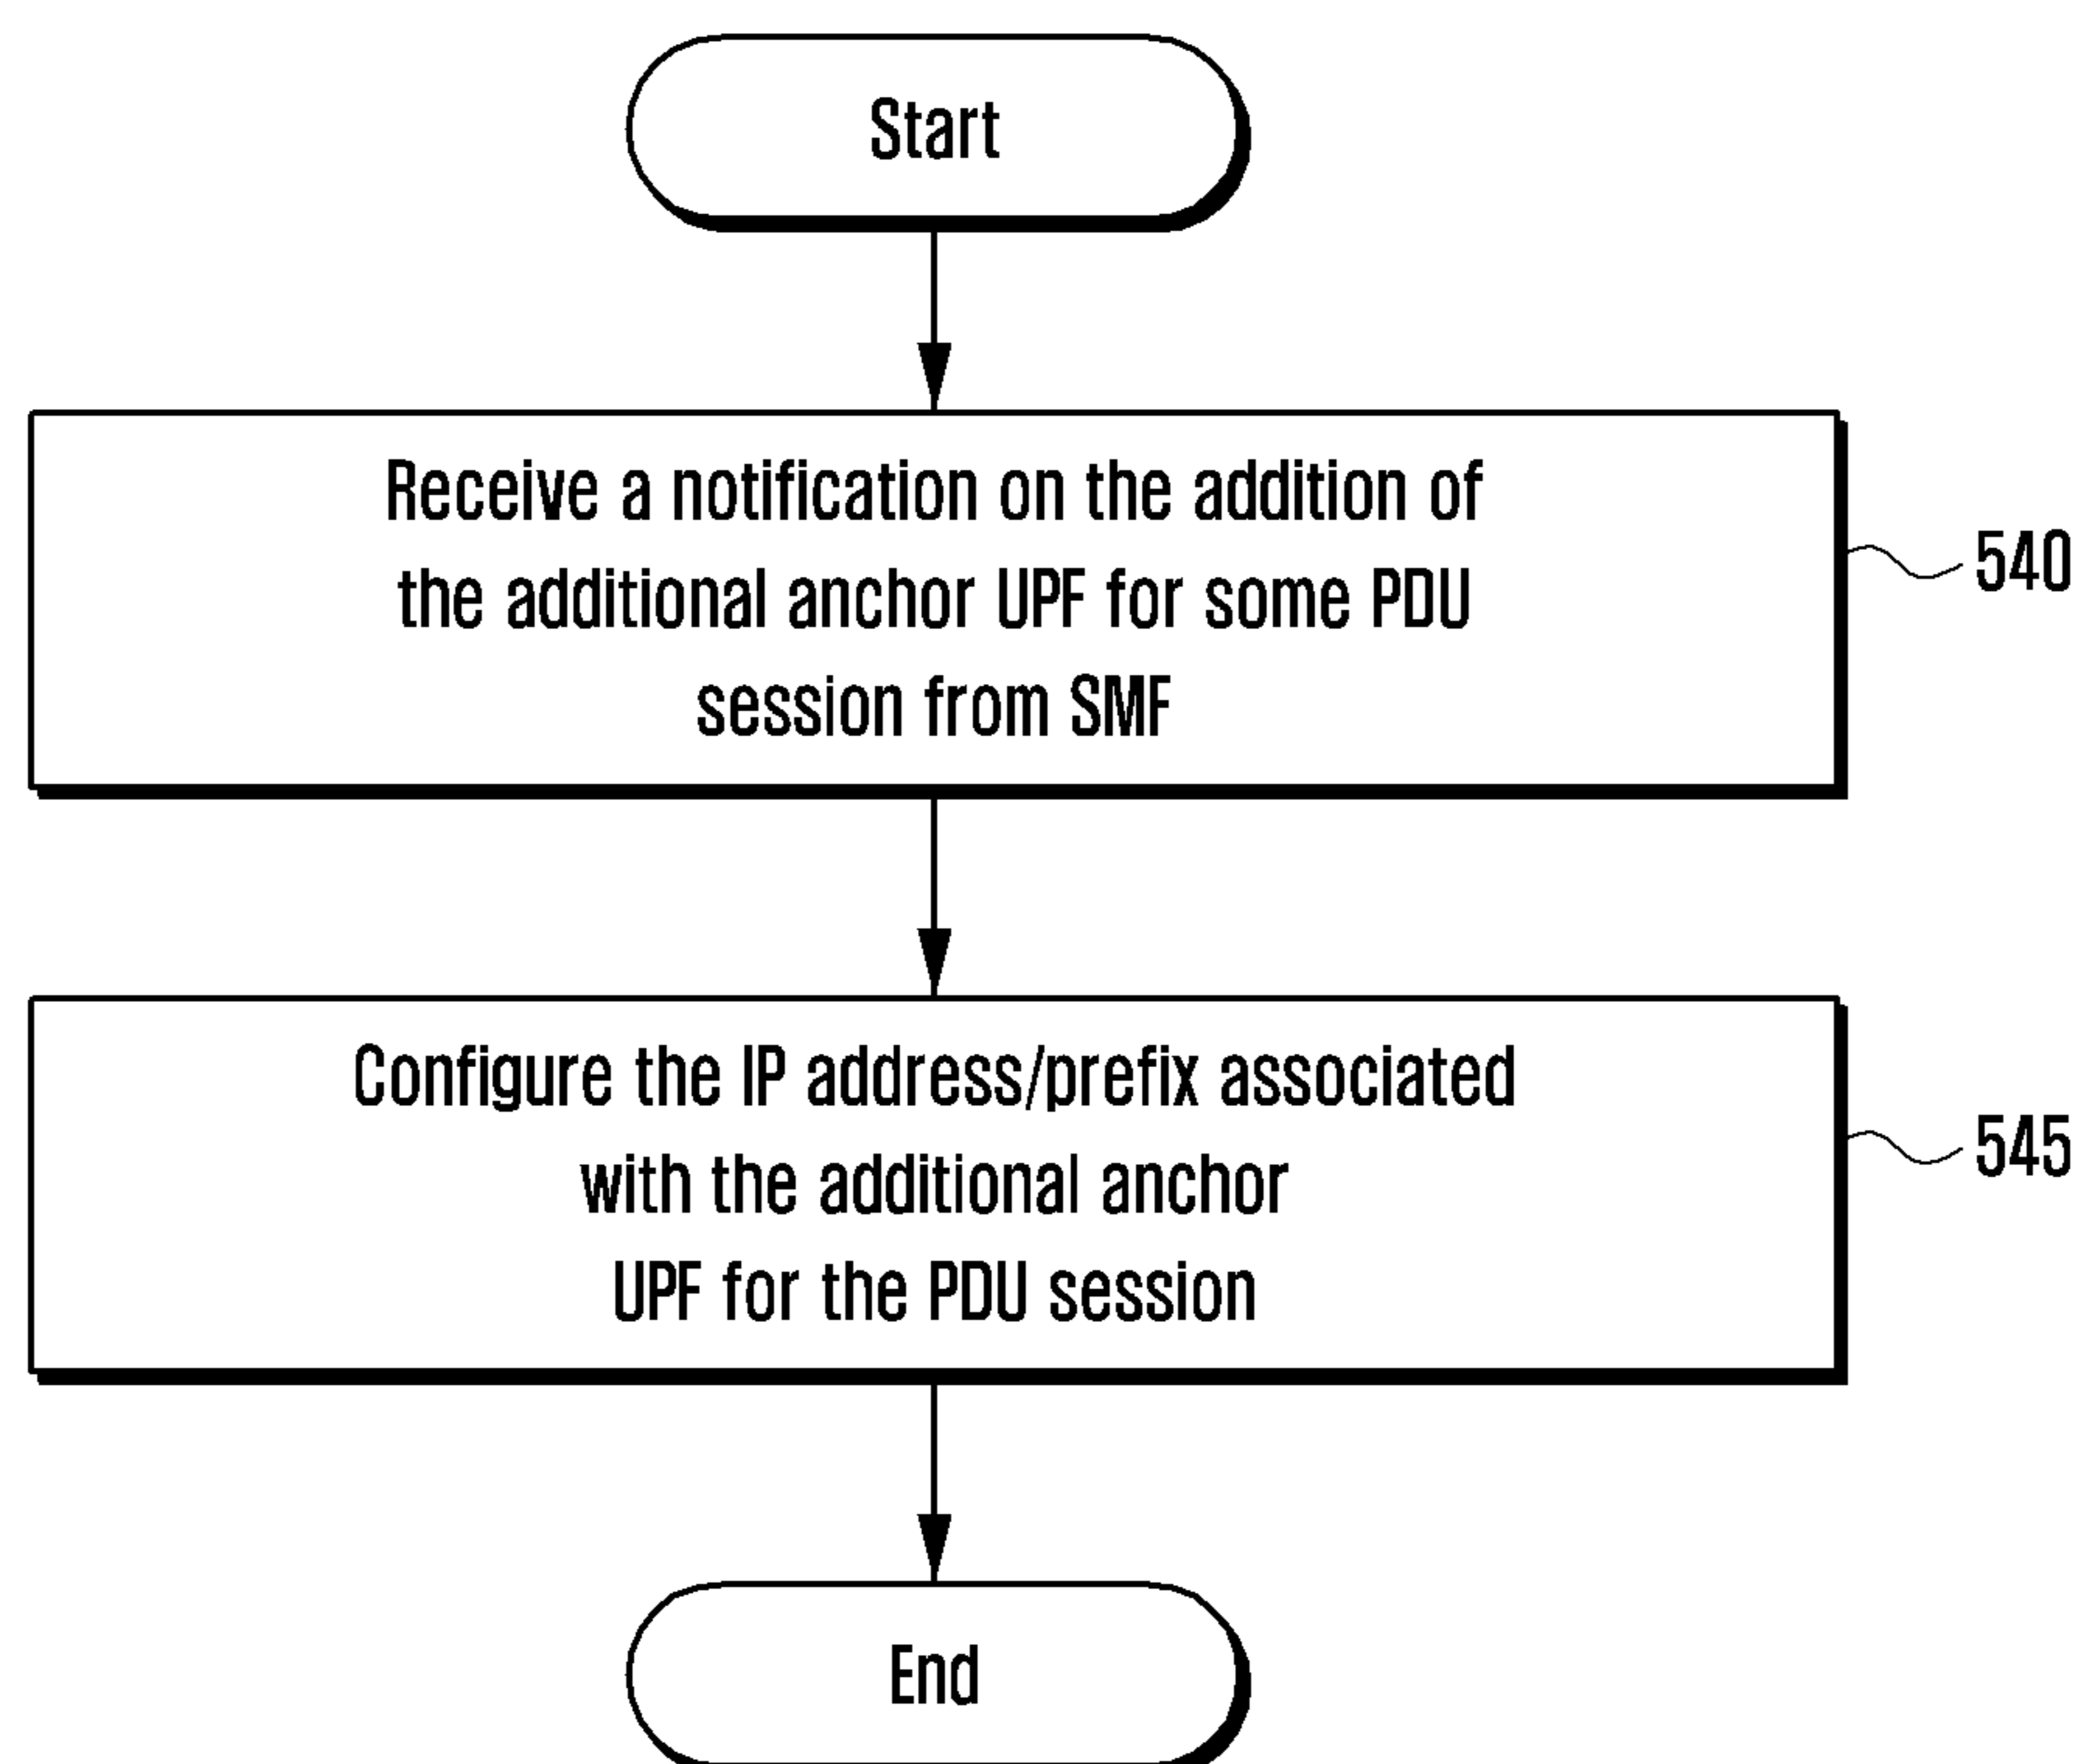 Start
Receive a notification on the addition of
the additional anchor UPF for some PDU
session from SMF
540
Configure the IP address/prefix associated
with the additional anchor
UPF for the PDU session
545
End